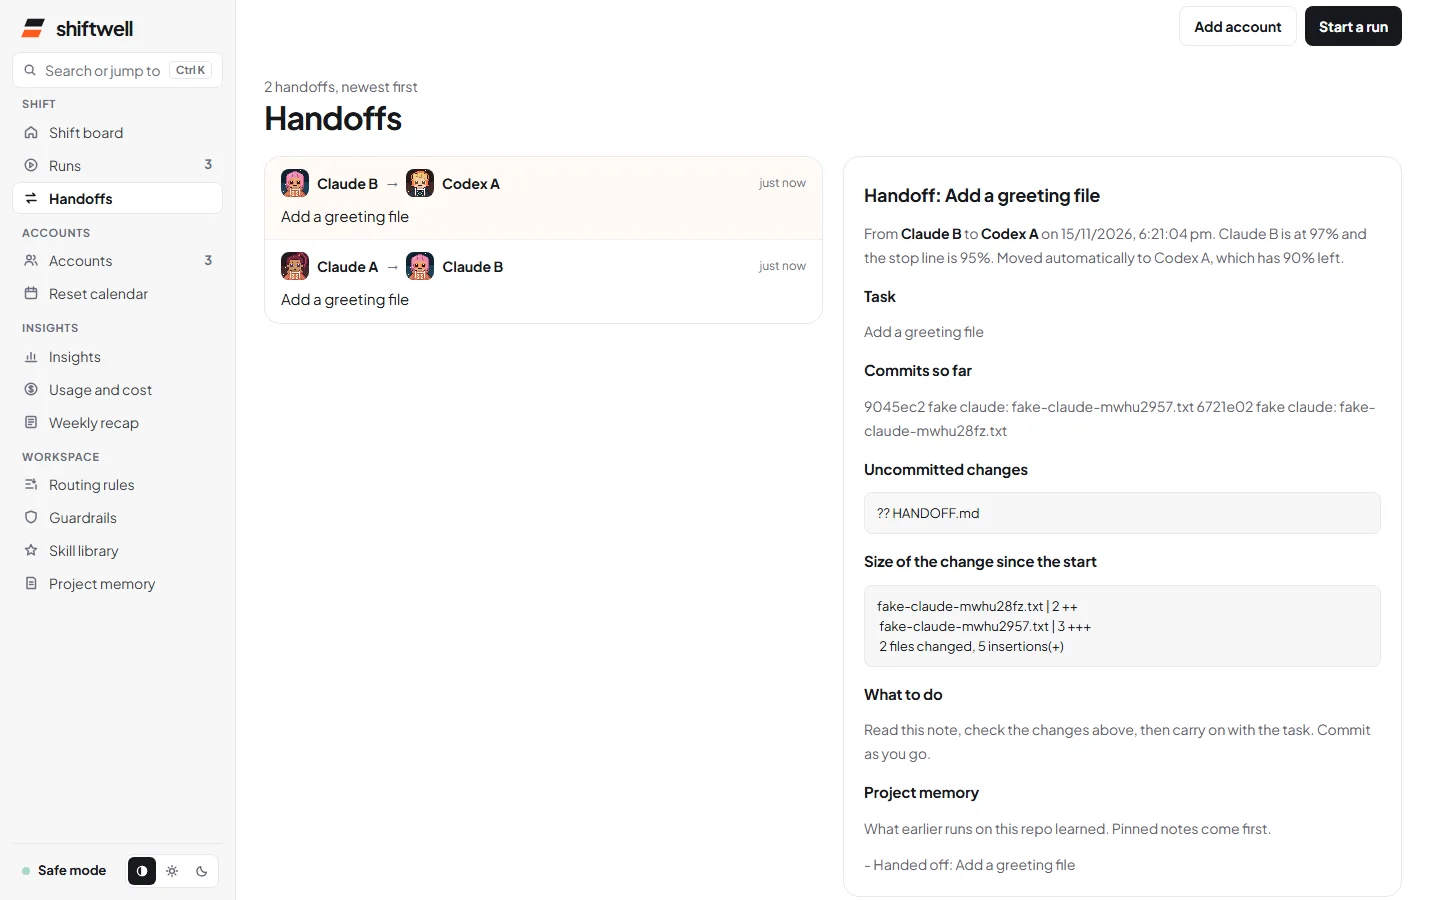 shiftwell
Search or jump to
Ctrl K
SHIFT
Shift board
Runs
3
Handoffs
ACCOUNTS
Accounts
3
Reset calendar
INSIGHTS
Insights
Usage and cost
Weekly recap
WORKSPACE
Routing rules
Guardrails
Skill library
Project memory
Safe mode
Add account
Start a run
2 handoffs, newest first
Handoffs
Claude B → Codex A
just now
Add a greeting file
Claude A → Claude B
just now
Add a greeting file
Handoff: Add a greeting file
From Claude B to Codex A on 15/11/2026, 6:21:04 pm. Claude B is at 97% and
the stop line is 95%. Moved automatically to Codex A, which has 90% left.
Task
Add a greeting file
Commits so far
9045ec2 fake claude: fake-claude-mwhu2957.txt 6721e02 fake claude: fake-
claude-mwhu28fz.txt
Uncommitted changes
?? HANDOFF.md
Size of the change since the start
fake-claude-mwhu28fz.txt | 2 ++
fake-claude-mwhu2957.txt | 3 +++
2 files changed, 5 insertions(+)
What to do
Read this note, check the changes above, then carry on with the task. Commit
as you go.
Project memory
What earlier runs on this repo learned. Pinned notes come first.
- Handed off: Add a greeting file